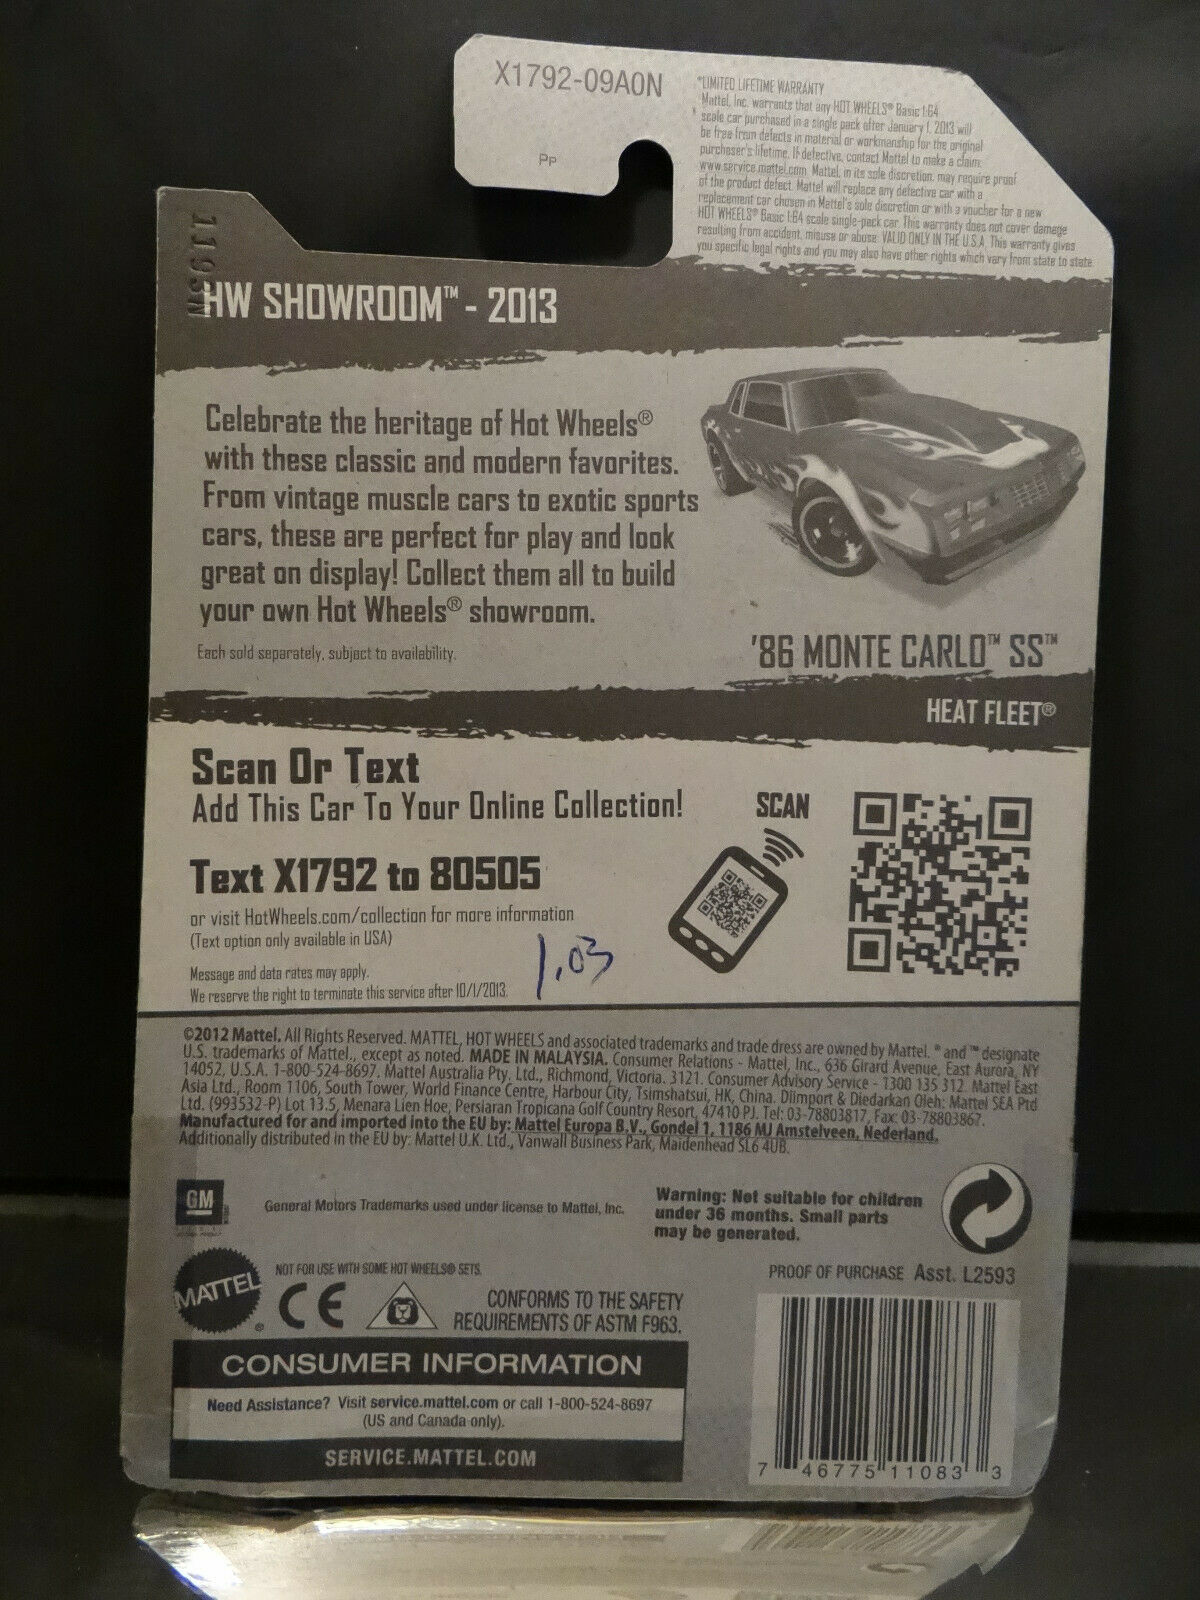 X1792-09A0N
Pp
*LIMITED LIFETIME WARRANTY
Mattel, Inc. warrants that any HOT WHEELS® Basic 1:64
scale car purchased in a single pack after January 1, 2013 will
be free from defects in material or workmanship for the original
purchaser's lifetime. If defective, contact Mattel to make a claim:
www.service.mattel.com. Mattel, in its sole discretion, may require proof
of the product defect. Mattel will replace any defective car with a
replacement car chosen in Mattel's sole discretion or with a voucher for a new
HOT WHEELS® Basic 1:64 scale single-pack car. This warranty does not cover damage
resulting from accident, misuse or abuse. VALID ONLY IN THE U.S.A. This warranty gives
you specific legal rights and you may also have other rights which vary from state to state.
HW SHOWROOM™ - 2013
Celebrate the heritage of Hot Wheels®
with these classic and modern favorites.
From vintage muscle cars to exotic sports
cars, these are perfect for play and look
great on display! Collect them all to build
your own Hot Wheels® showroom.
Each sold separately, subject to availability.
'86 MONTE CARLO™ SS™
HEAT FLEET®
Scan Or Text
Add This Car To Your Online Collection!
SCAN
Text X1792 to 80505
or visit HotWheels.com/collection for more information
(Text option only available in USA)
1.03
Message and data rates may apply.
We reserve the right to terminate this service after 10/1/2013.
©2012 Mattel. All Rights Reserved. MATTEL, HOT WHEELS and associated trademarks and trade dress are owned by Mattel. ® and ™ designate
U.S. trademarks of Mattel., except as noted. MADE IN MALAYSIA. Consumer Relations - Mattel, Inc., 636 Girard Avenue, East Aurora, NY
14052, U.S.A. 1-800-524-8697. Mattel Australia Pty. Ltd., Richmond, Victoria. 3121. Consumer Advisory Service - 1300 135 312. Mattel East
Asia Ltd., Room 1106, South Tower, World Finance Centre, Harbour City, Tsimshatsui, HK, China. Diimport & Diedarkan Oleh: Mattel SEA Ptd
Ltd. (993532-P) Lot 13.5, Menara Lien Hoe, Persiaran Tropicana Golf Country Resort, 47410 PJ. Tel: 03-78803817, Fax: 03-78803867.
Manufactured for and imported into the EU by: Mattel Europa B.V., Gondel 1, 1186 MJ Amstelveen, Nederland.
Additionally distributed in the EU by: Mattel U.K. Ltd., Vanwall Business Park, Maidenhead SL6 4UB.
GM
General Motors Trademarks used under license to Mattel, Inc.
Warning: Not suitable for children
under 36 months. Small parts
may be generated.
MATTEL®
NOT FOR USE WITH SOME HOT WHEELS® SETS.
CE
CONFORMS TO THE SAFETY
REQUIREMENTS OF ASTM F963.
PROOF OF PURCHASE Asst. L2593
CONSUMER INFORMATION
Need Assistance? Visit service.mattel.com or call 1-800-524-8697
(US and Canada only).
SERVICE.MATTEL.COM
7 46775 11083 3